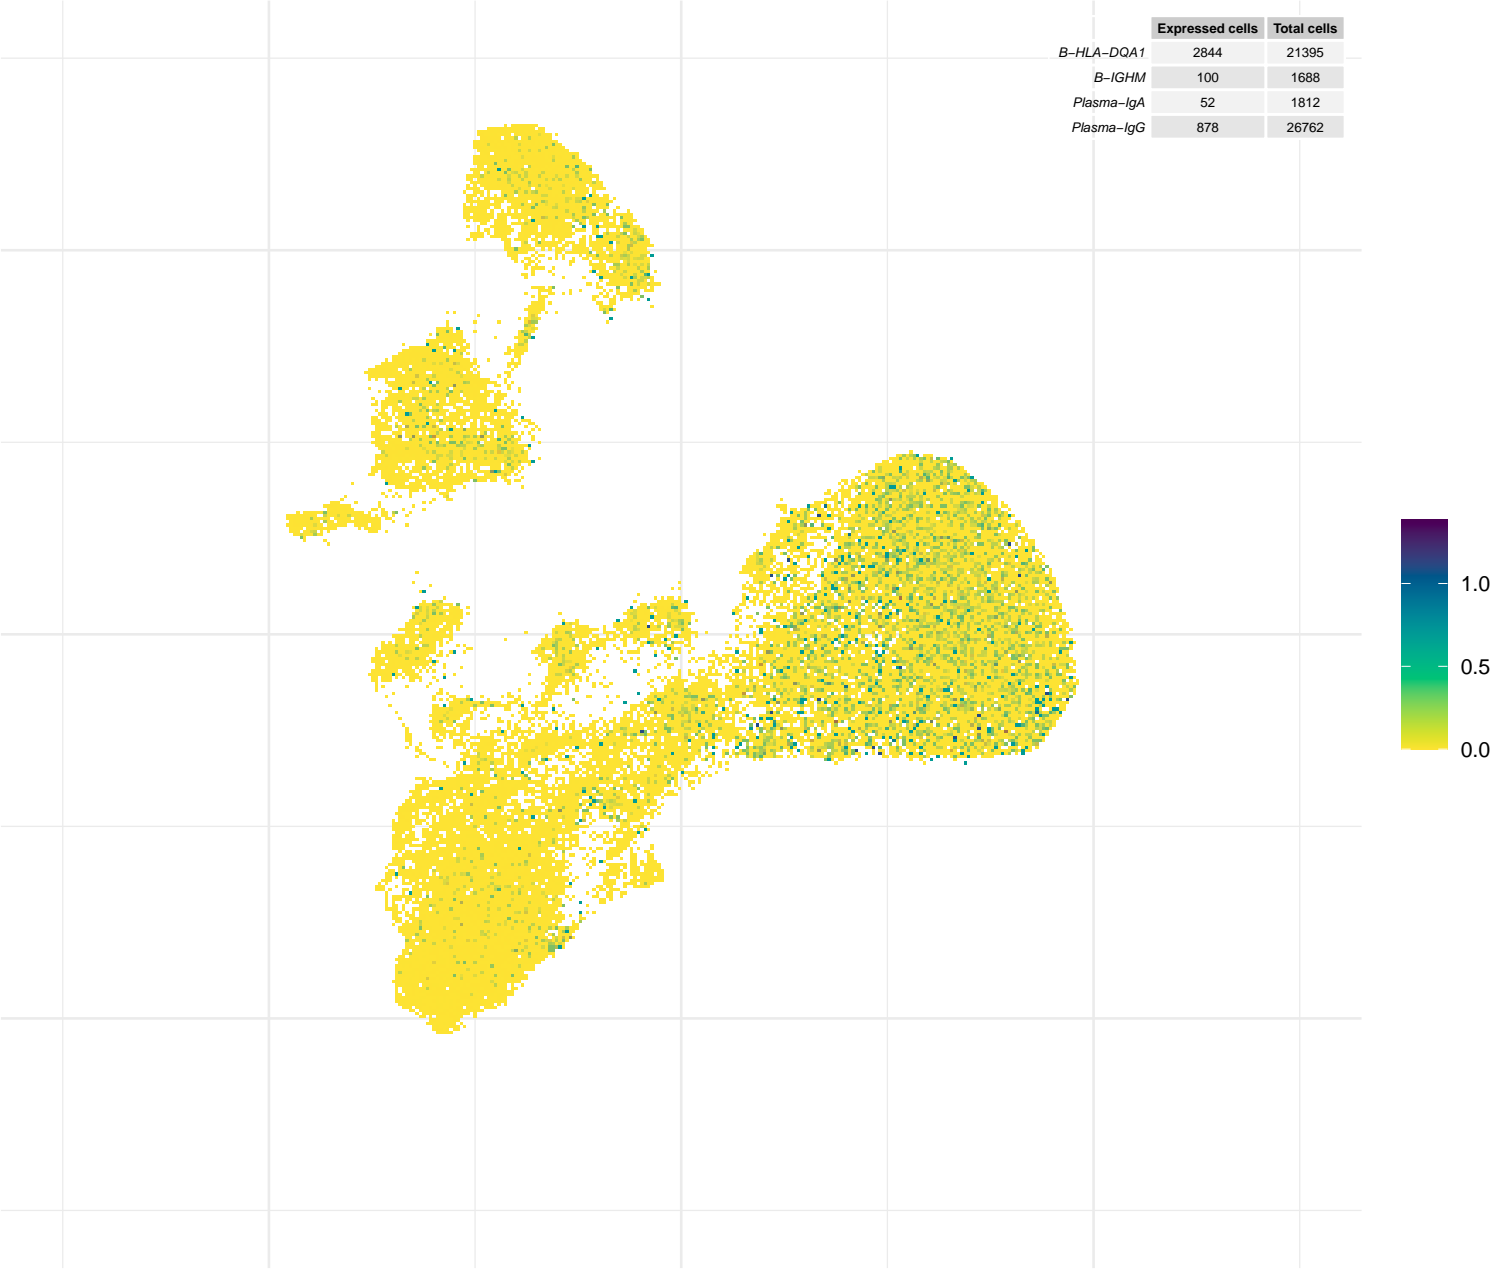 Expressed cells Total cells
B−HLA−DQA1 2844 21395
B−IGHM 100 1688
Plasma−IgA 52 1812
Plasma−IgG 878 26762
1.0
0.5
0.0